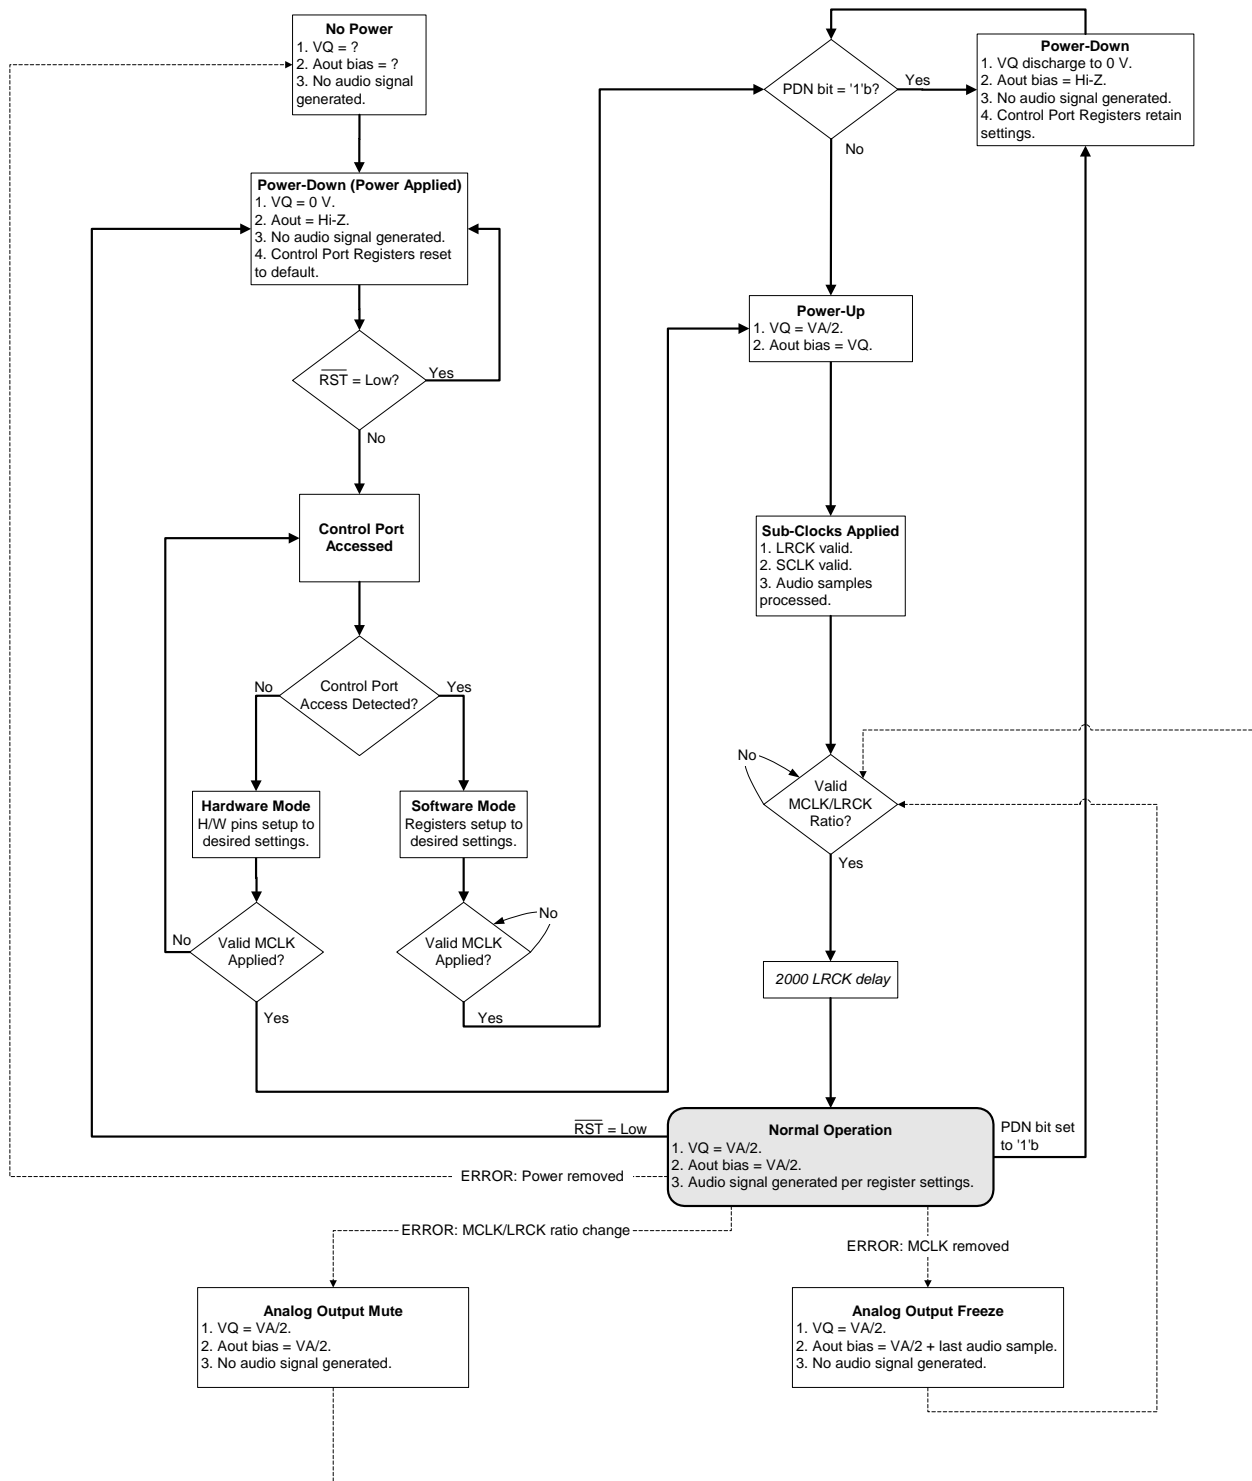 No Power
1. VQ = ?
2. Aout bias = ?
3. No audio signal
generated.
Power-Down (Power Applied)
1. VQ = 0 V.
2. Aout = Hi-Z.
3. No audio signal generated.
4. Control Port Registers reset
to default.
RST = Low?
Yes
No
Control Port
Accessed
Control Port
Access Detected?
No
Yes
Hardware Mode
H/W pins setup to
desired settings.
Software Mode
Registers setup to
desired settings.
Valid MCLK
Applied?
No
Yes
Valid MCLK
Applied?
No
Yes
PDN bit = '1'b?
Yes
No
Power-Down
1. VQ discharge to 0 V.
2. Aout bias = Hi-Z.
3. No audio signal generated.
4. Control Port Registers retain
settings.
Power-Up
1. VQ = VA/2.
2. Aout bias = VQ.
Sub-Clocks Applied
1. LRCK valid.
2. SCLK valid.
3. Audio samples
processed.
No
Valid
MCLK/LRCK
Ratio?
Yes
2000 LRCK delay
Normal Operation
1. VQ = VA/2.
2. Aout bias = VA/2.
3. Audio signal generated per register settings.
RST = Low
PDN bit set
to '1'b
ERROR: Power removed
ERROR: MCLK/LRCK ratio change
ERROR: MCLK removed
Analog Output Mute
1. VQ = VA/2.
2. Aout bias = VA/2.
3. No audio signal generated.
Analog Output Freeze
1. VQ = VA/2.
2. Aout bias = VA/2 + last audio sample.
3. No audio signal generated.